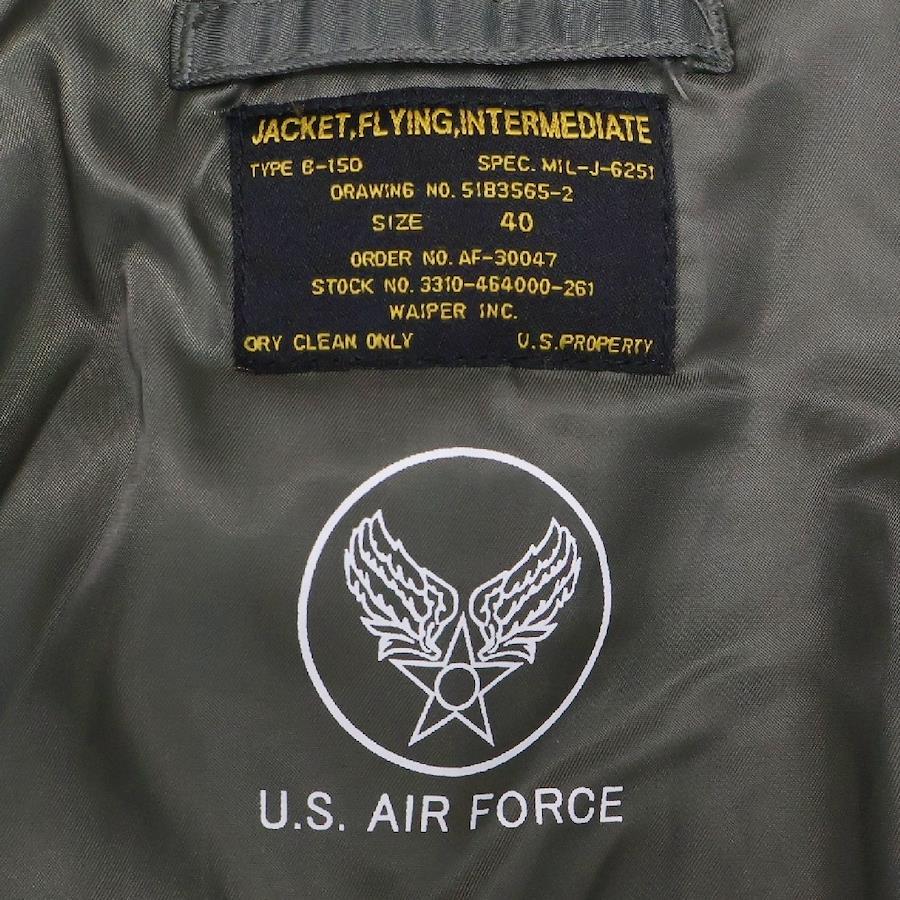 JACKET,FLYING,INTERMEDIATE
TYPE B-15D SPEC. MIL-J-6251
DRAWING NO. 51B3565-2
SIZE 40
ORDER NO. AF-30047
STOCK NO. 3310-464000-261
WAIPER INC.
DRY CLEAN ONLY U.S.PROPERTY
U.S. AIR FORCE